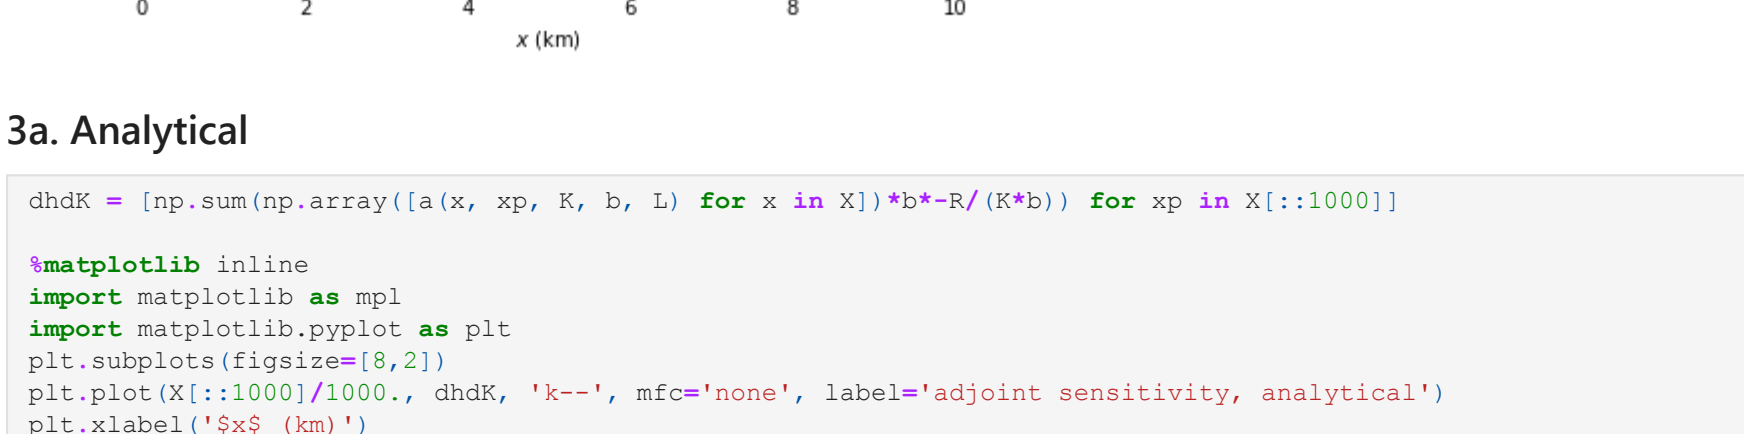 0 2 4 6 8 10
x (km)
3a. Analytical
dhdK = [np.sum(np.array([a(x, xp, K, b, L) for x in X])*b*-R/(K*b)) for xp in X[::1000]]
%matplotlib inline
import matplotlib as mpl
import matplotlib.pyplot as plt
plt.subplots(figsize=[8,2])
plt.plot(X[::1000]/1000., dhdK, 'k--', mfc='none', label='adjoint sensitivity, analytical')
plt.xlabel('$x$ (km)')